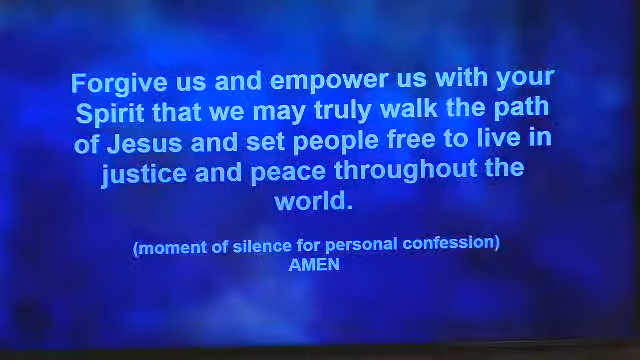 Forgive us and empower us with your
Spirit that we may truly walk the path
of Jesus and set people free to live in
justice and peace throughout the
world.
(moment of silence for personal confession)
AMEN